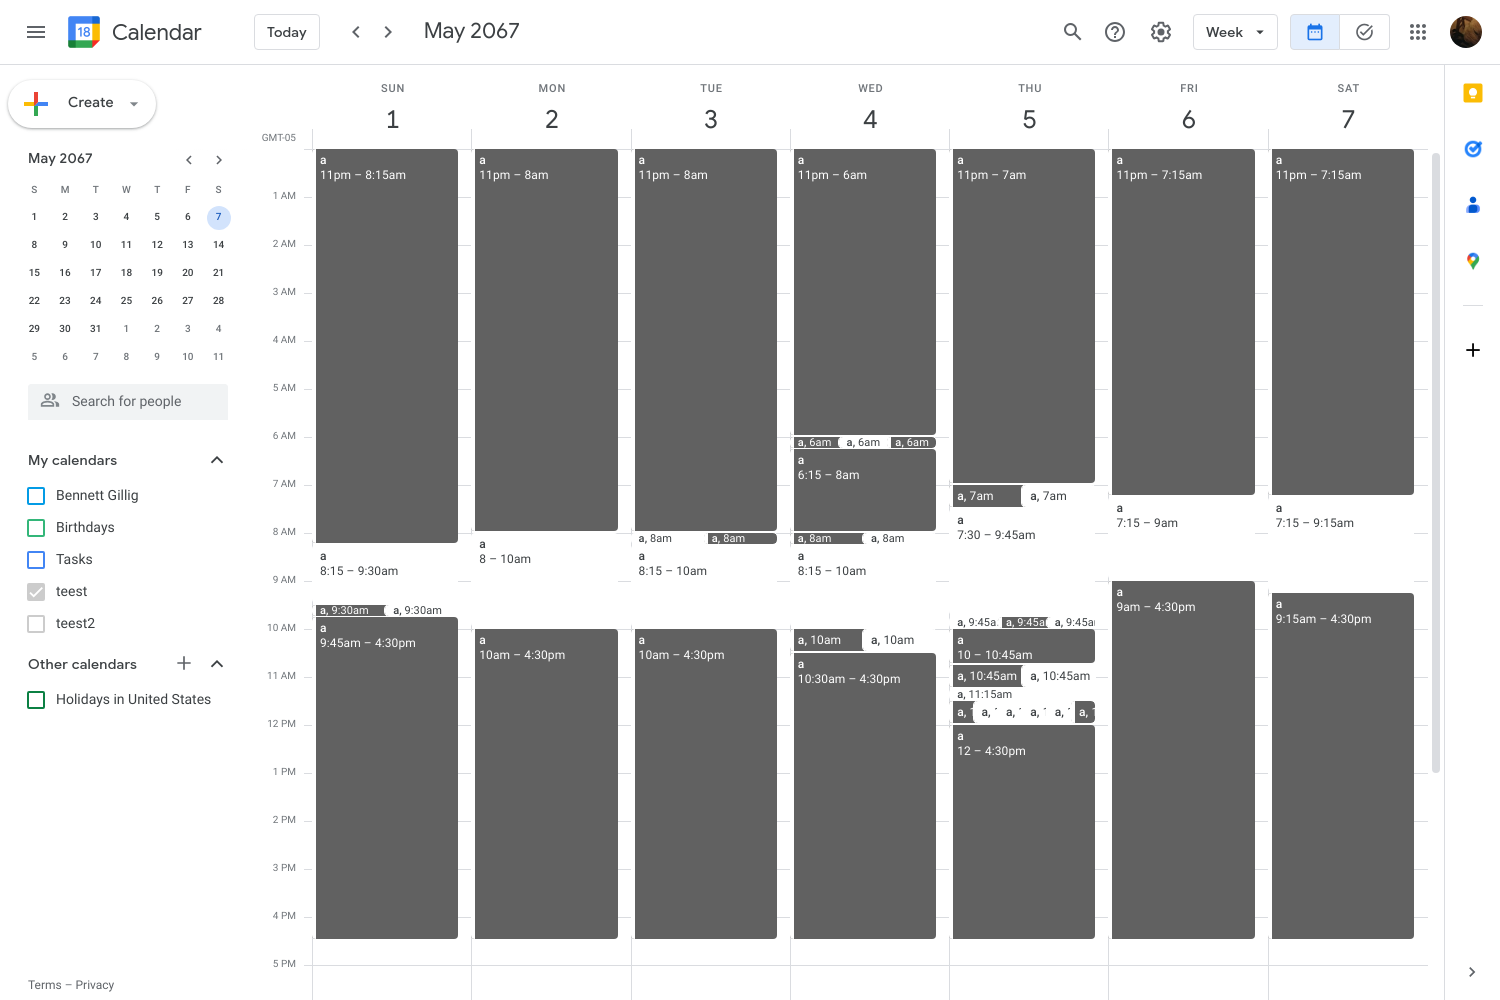 18 Calendar Today May 2067 Week
Create
May 2067
S M T W T F S
1 2 3 4 5 6 7
8 9 10 11 12 13 14
15 16 17 18 19 20 21
22 23 24 25 26 27 28
29 30 31 1 2 3 4
5 6 7 8 9 10 11
Search for people
My calendars
Bennett Gillig
Birthdays
Tasks
teest
teest2
Other calendars
Holidays in United States
Terms – Privacy
GMT-05
1 AM
2 AM
3 AM
4 AM
5 AM
6 AM
7 AM
8 AM
9 AM
10 AM
11 AM
12 PM
1 PM
2 PM
3 PM
4 PM
5 PM
SUN
1
a
11pm – 8:15am
a
8:15 – 9:30am
a, 9:30am a, 9:30am
a
9:45am – 4:30pm
MON
2
a
11pm – 8am
a
8 – 10am
a
10am – 4:30pm
TUE
3
a
11pm – 8am
a, 8am a, 8am
a
8:15 – 10am
a
10am – 4:30pm
WED
4
a
11pm – 6am
a, 6am a, 6am a, 6am
a
6:15 – 8am
a, 8am a, 8am
a
8:15 – 10am
a, 10am a, 10am
a
10:30am – 4:30pm
THU
5
a
11pm – 7am
a, 7am a, 7am
a
7:30 – 9:45am
a, 9:45a a, 9:45a a, 9:45a
a
10 – 10:45am
a, 10:45am a, 10:45am
a, 11:15am
a, a, a, a, a, a,
a
12 – 4:30pm
FRI
6
a
11pm – 7:15am
a
7:15 – 9am
a
9am – 4:30pm
SAT
7
a
11pm – 7:15am
a
7:15 – 9:15am
a
9:15am – 4:30pm